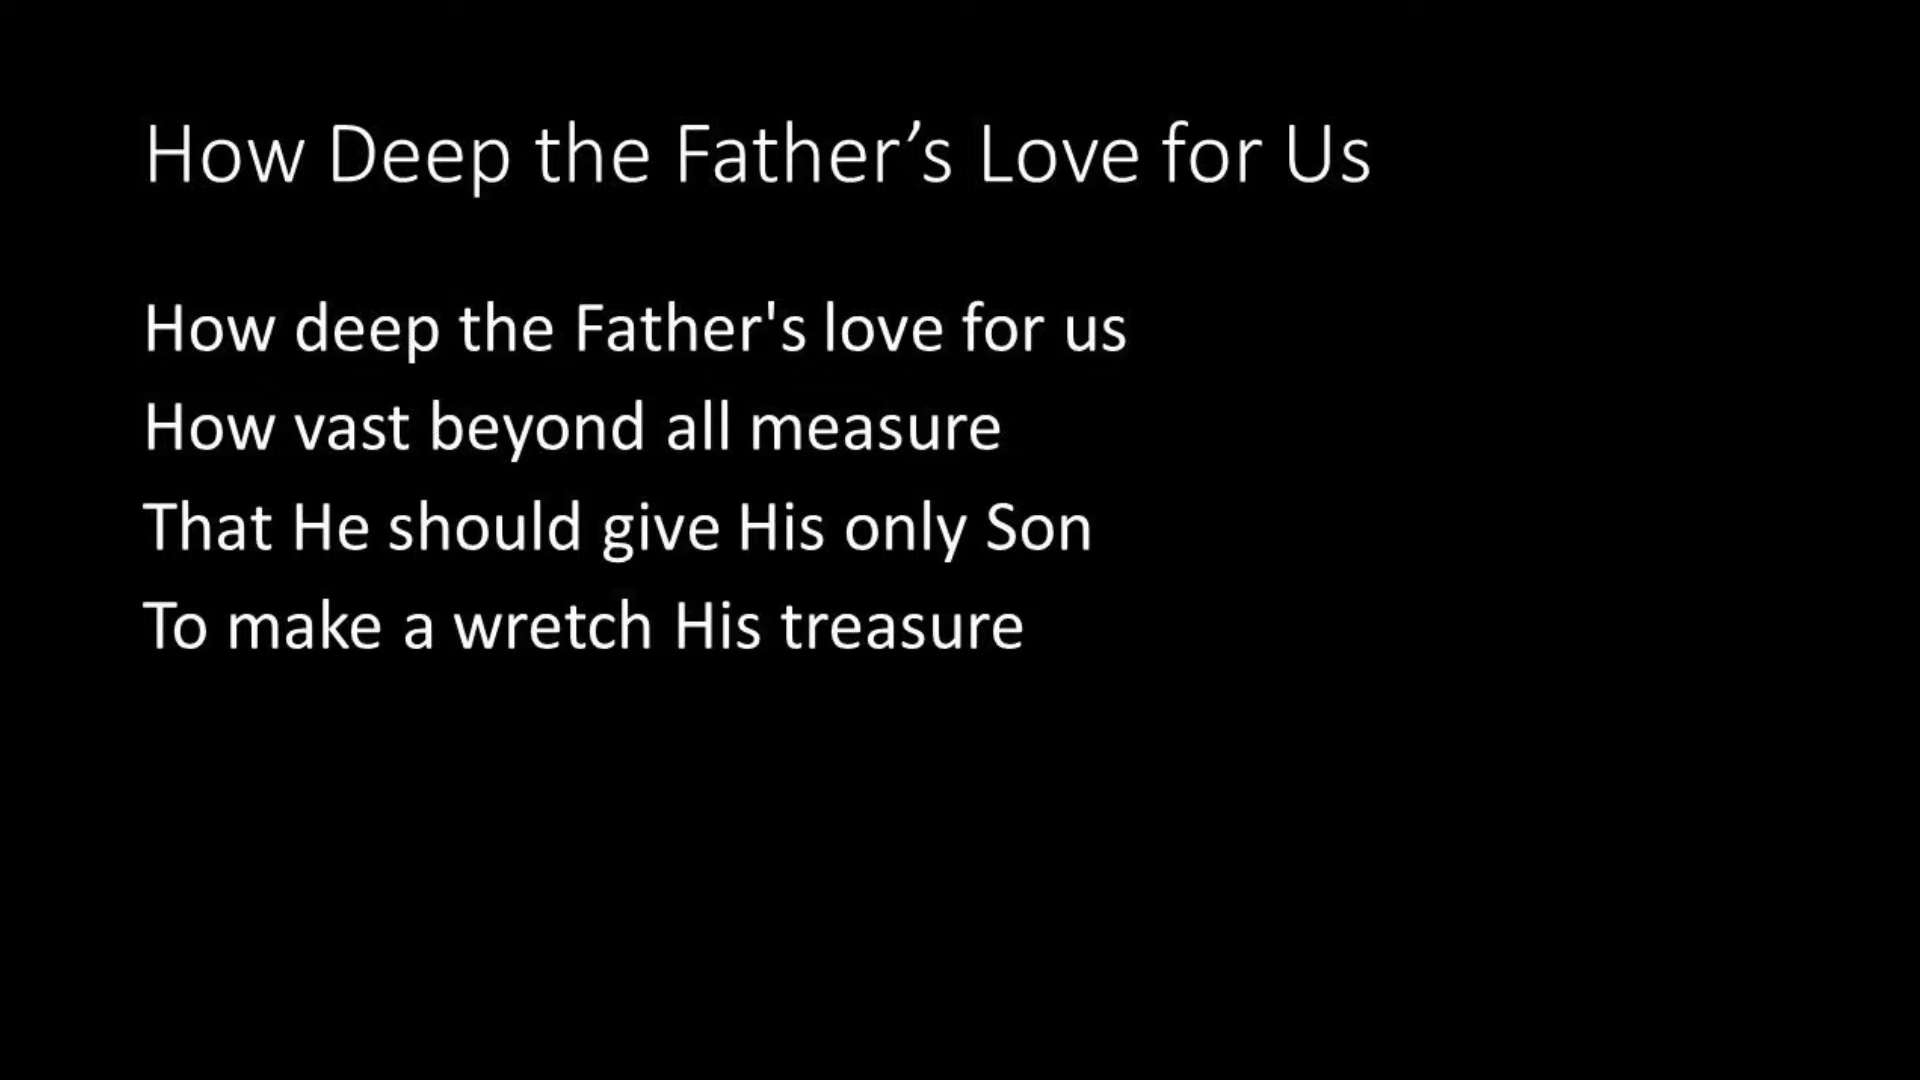 How Deep the Father’s Love for Us
How deep the Father's love for us
How vast beyond all measure
That He should give His only Son
To make a wretch His treasure